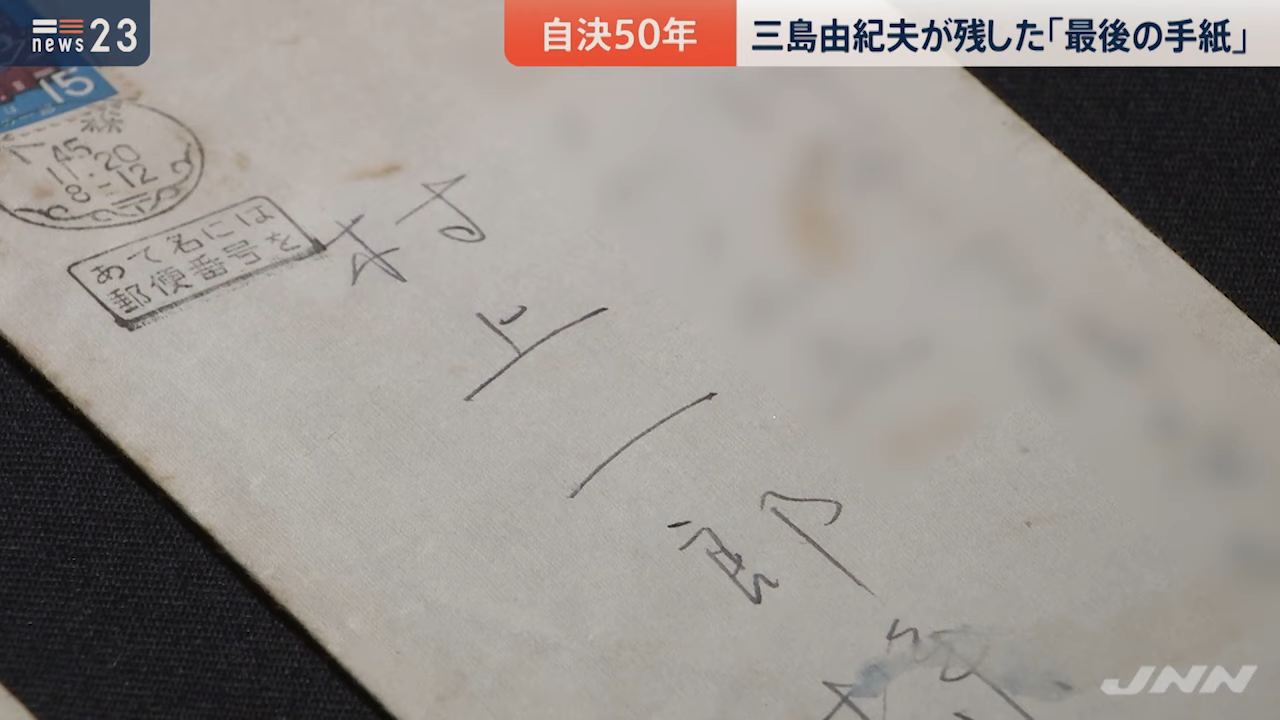 news 23
自決50年
三島由紀夫が残した「最後の手紙」
15
森
45
11.20
8-12
あて名には
郵便番号を
村上一郎
JNN